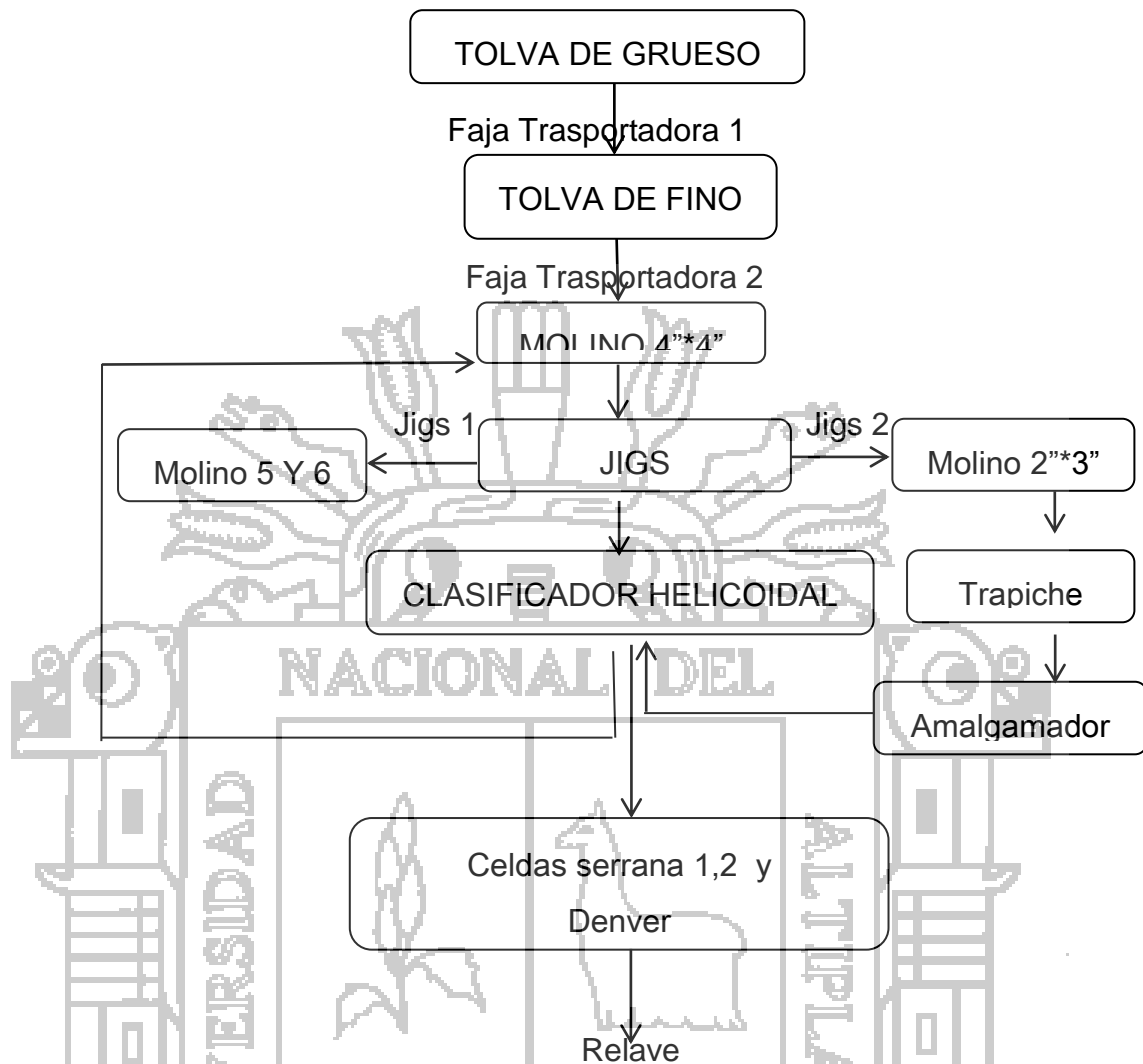 TOLVA DE GRUESO
Faja Trasportadora 1
TOLVA DE FINO
Faja Trasportadora 2
MOLINO 4”*4”
Jigs 1
Jigs 2
Molino 5 Y 6
JIGS
Molino 2”*3”
CLASIFICADOR HELICOIDAL
Trapiche
NACIONAL DEL
Amalgamador
VERSIDAD
ALTIPLA
Celdas serrana 1,2 y
Denver
Relave